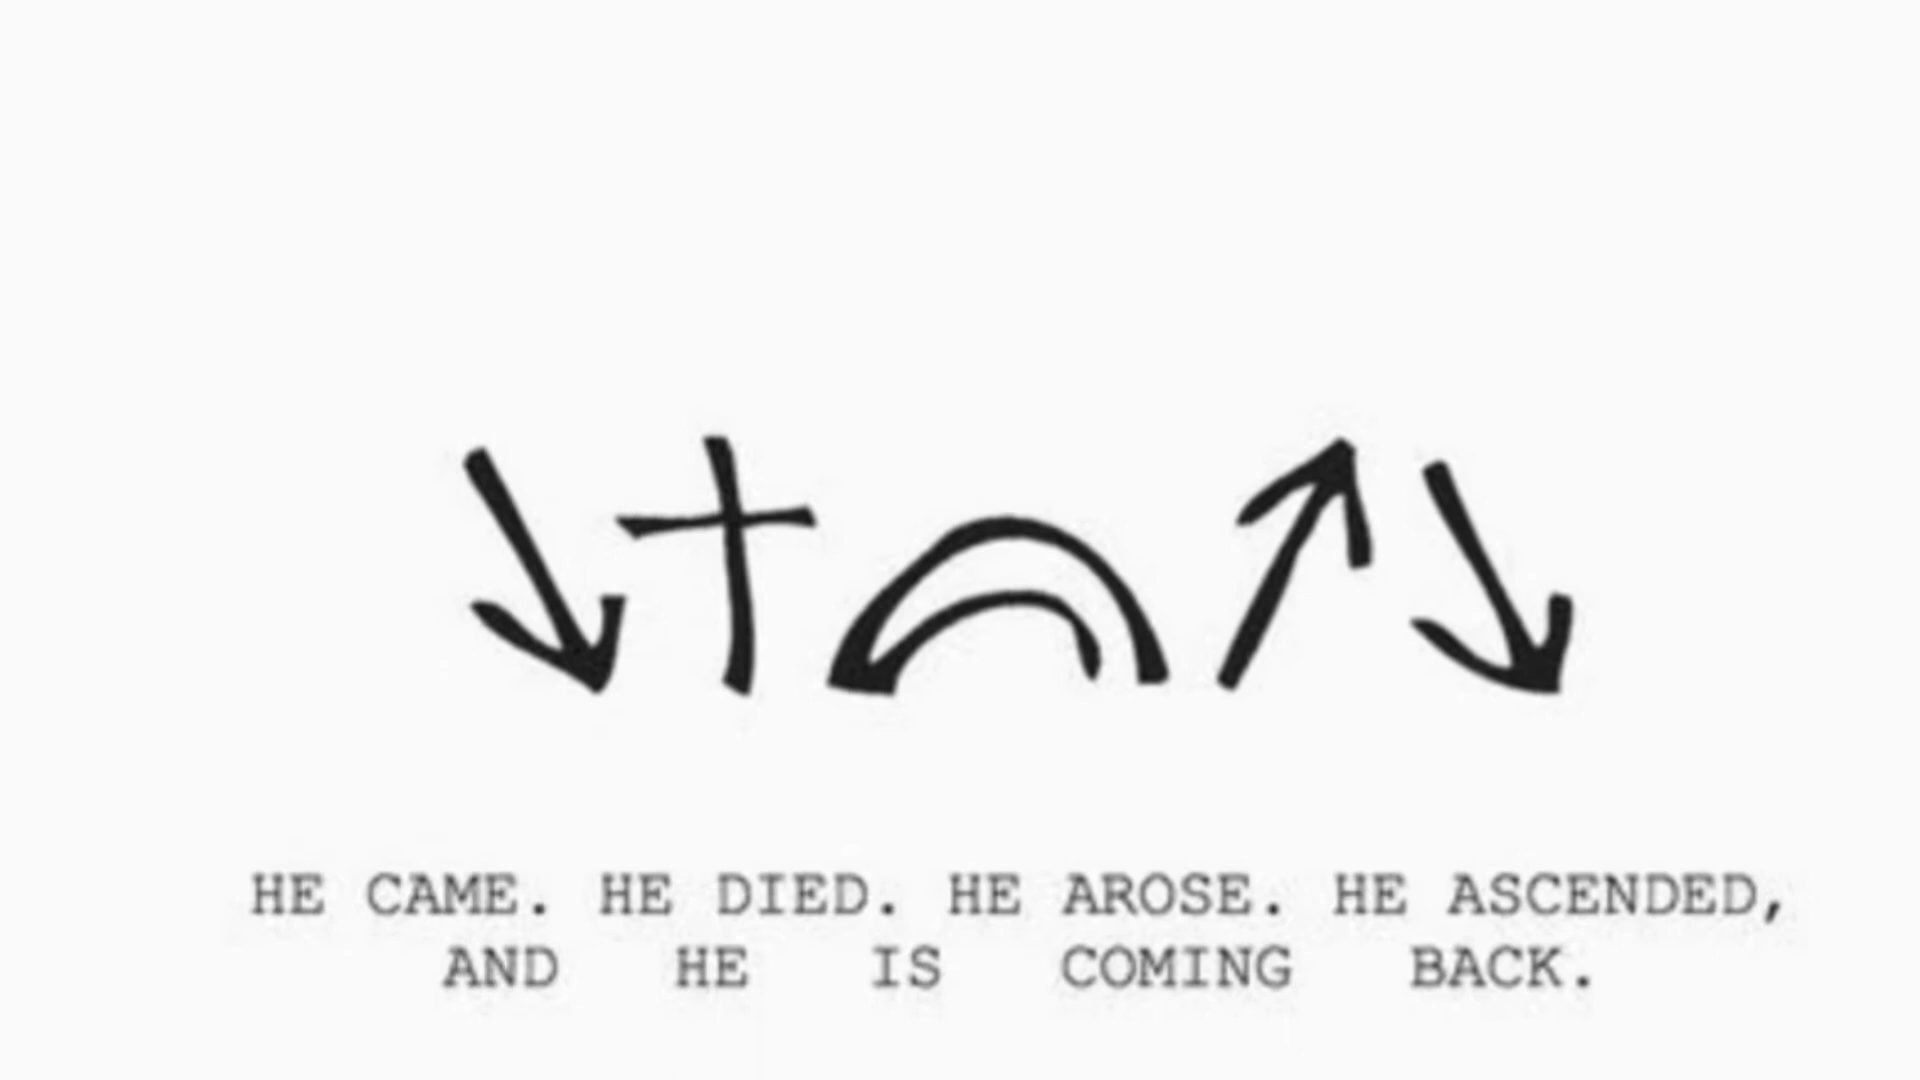 HE CAME. HE DIED. HE AROSE. HE ASCENDED,
AND HE IS COMING BACK.